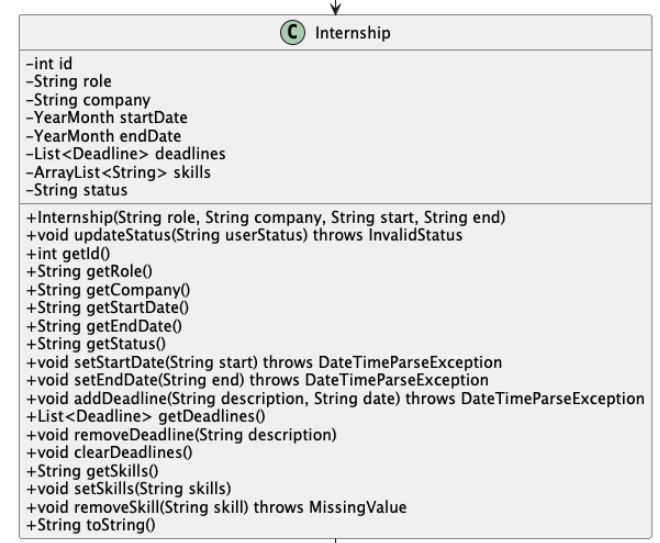 C Internship
-int id
-String role
-String company
-YearMonth startDate
-YearMonth endDate
-List<Deadline> deadlines
-ArrayList<String> skills
-String status
+Internship(String role, String company, String start, String end)
+void updateStatus(String userStatus) throws InvalidStatus
+int getId()
+String getRole()
+String getCompany()
+String getStartDate()
+String getEndDate()
+String getStatus()
+void setStartDate(String start) throws DateTimeParseException
+void setEndDate(String end) throws DateTimeParseException
+void addDeadline(String description, String date) throws DateTimeParseException
+List<Deadline> getDeadlines()
+void removeDeadline(String description)
+void clearDeadlines()
+String getSkills()
+void setSkills(String skills)
+void removeSkill(String skill) throws MissingValue
+String toString()